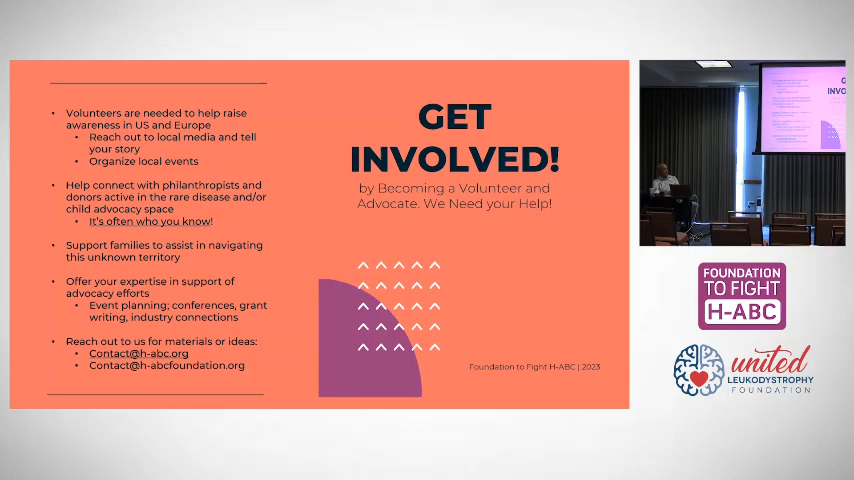 Volunteers are needed to help raise
awareness in US and Europe
Reach out to local media and tell
your story
Organize local events
Help connect with philanthropists and
donors active in the rare disease and/or
child advocacy space
It's often who you know!
Support families to assist in navigating
this unknown territory
Offer your expertise in support of
advocacy efforts
Event planning; conferences, grant
writing, industry connections
Reach out to us for materials or ideas:
Contact@h-abc.org
Contact@h-abcfoundation.org
GET
INVOLVED!
by Becoming a Volunteer and
Advocate. We Need your Help!
Foundation to Fight H-ABC | 2023
GE
INVO
FOUNDATION
TO FIGHT
H-ABC
united
LEUKODYSTROPHY
FOUNDATION